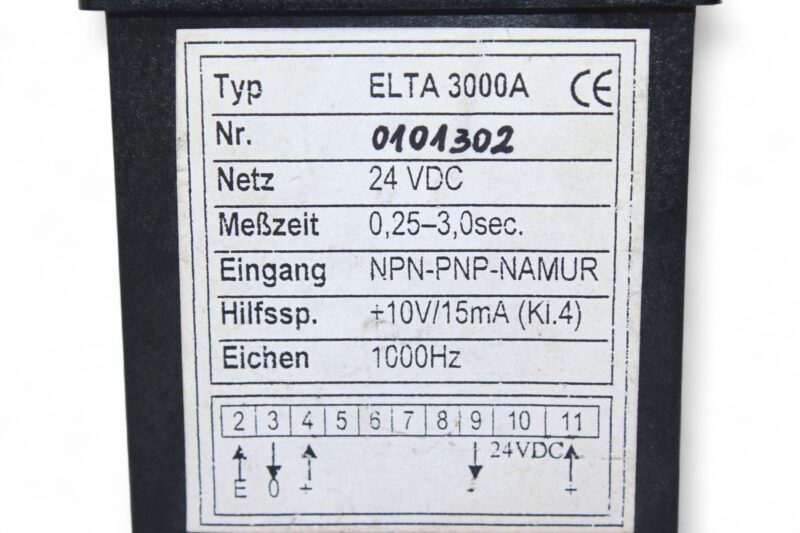 Typ ELTA 3000A CE
Nr. 0101302
Netz 24 VDC
Meßzeit 0,25–3,0sec.
Eingang NPN-PNP-NAMUR
Hilfssp. +10V/15mA (Kl.4)
Eichen 1000Hz
2 3 4 5 6 7 8 9 10 11
24VDC
E 0 + - +